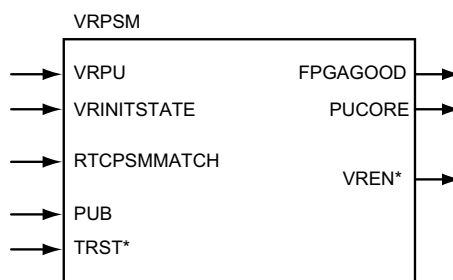 VRPSM
VRPU
FPGAGOOD
VRINITSTATE
PUCORE
RTCPSMMATCH
VREN*
PUB
TRST*